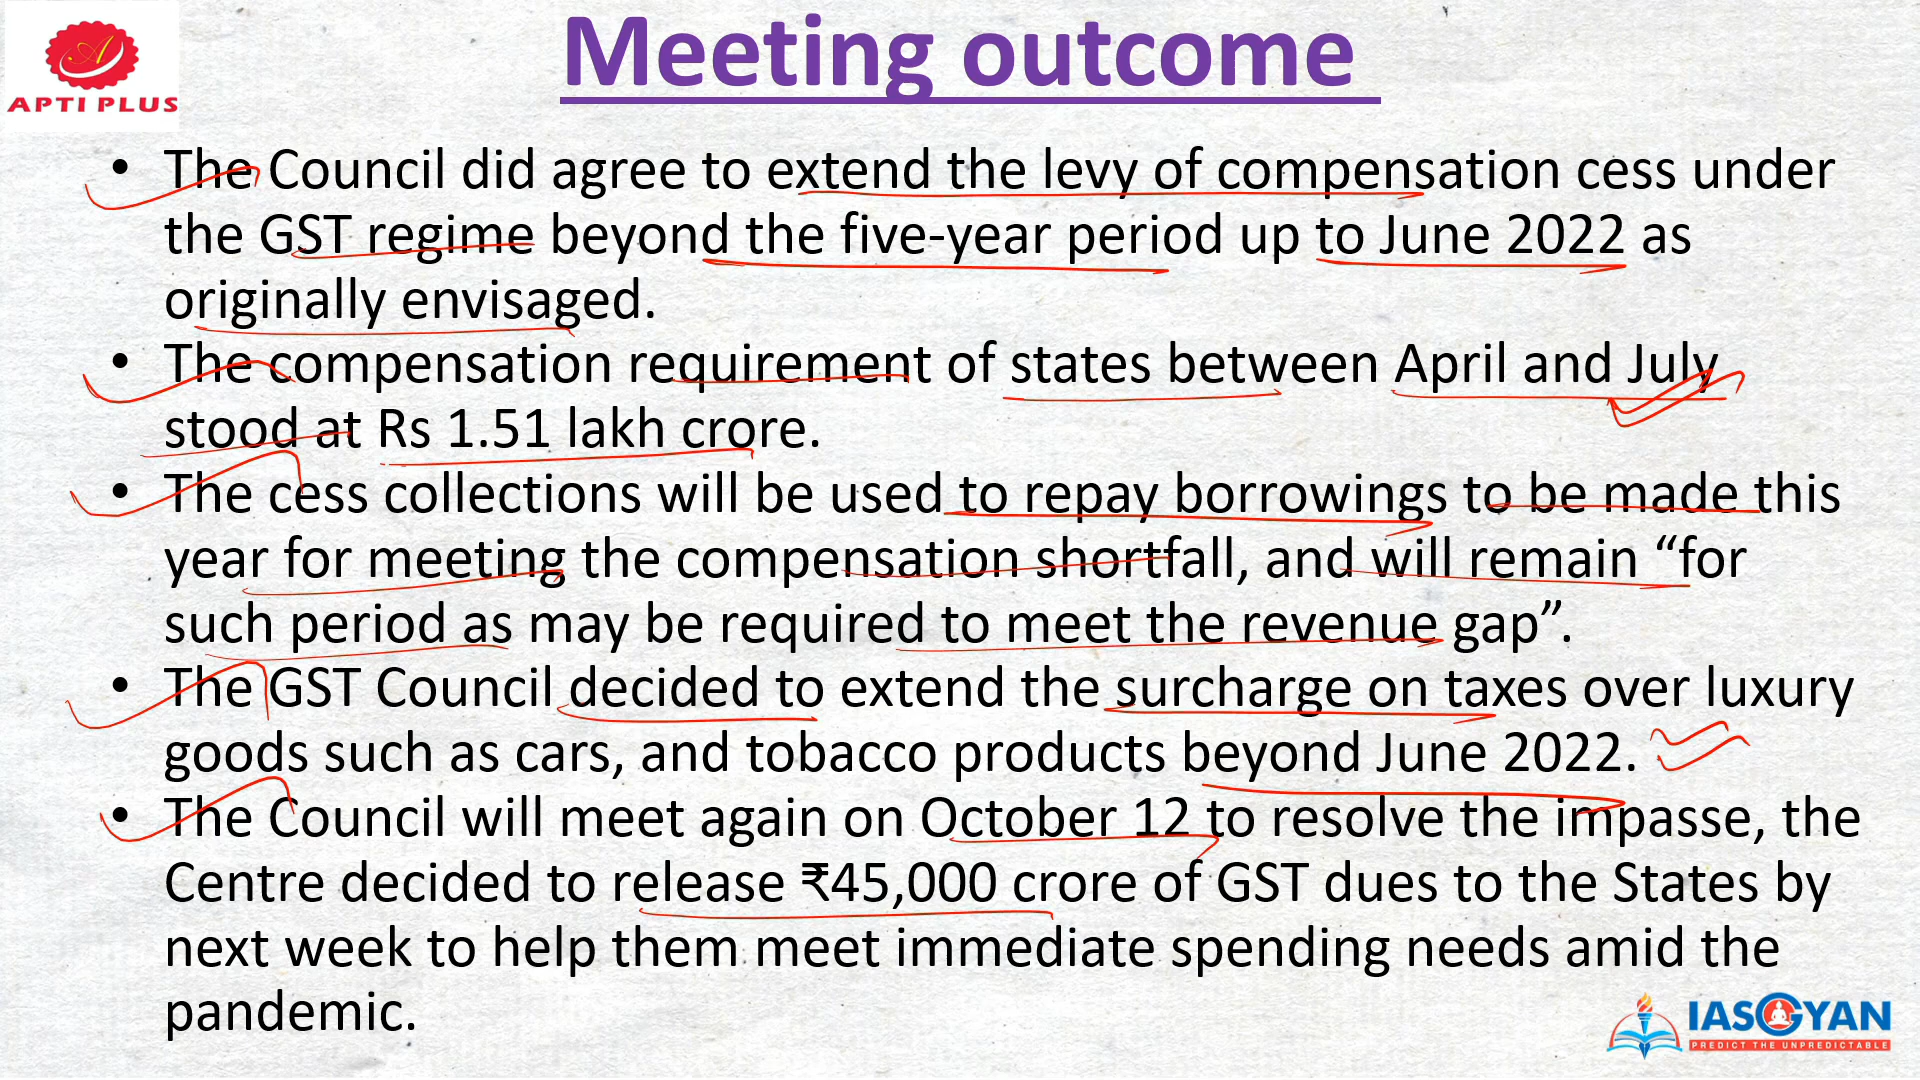 APTI PLUS
Meeting outcome
• The Council did agree to extend the levy of compensation cess under
the GST regime beyond the five-year period up to June 2022 as
originally envisaged.
• The compensation requirement of states between April and July
stood at Rs 1.51 lakh crore.
• The cess collections will be used to repay borrowings to be made this
year for meeting the compensation shortfall, and will remain “for
such period as may be required to meet the revenue gap”.
• The GST Council decided to extend the surcharge on taxes over luxury
goods such as cars, and tobacco products beyond June 2022.
• The Council will meet again on October 12 to resolve the impasse, the
Centre decided to release ₹45,000 crore of GST dues to the States by
next week to help them meet immediate spending needs amid the
pandemic.
IASGYAN
PREDICT THE UNPREDICTABLE